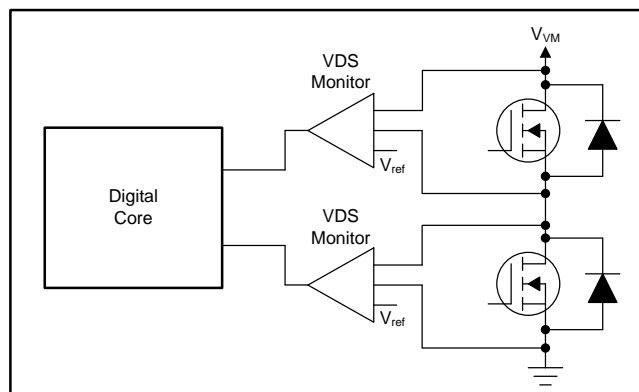 V_VM
VDS
Monitor
V_ref
Digital
Core
VDS
Monitor
V_ref